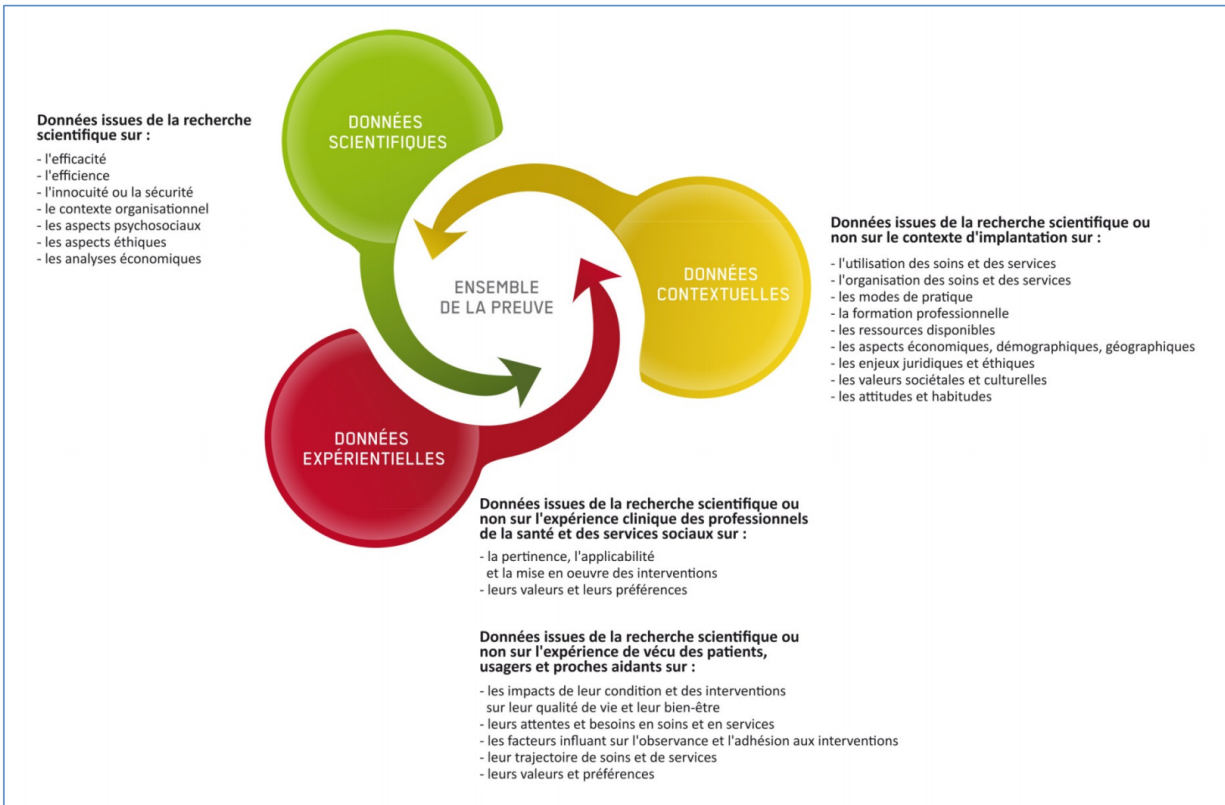 DONNÉES
SCIENTIFIQUES
Données issues de la recherche
scientifique sur :
- l'efficacité
- l'efficience
- l'innocuité ou la sécurité
- le contexte organisationnel
- les aspects psychosociaux
- les aspects éthiques
- les analyses économiques
ENSEMBLE
DE LA PREUVE
DONNÉES
CONTEXTUELLES
Données issues de la recherche scientifique ou
non sur le contexte d'implantation sur :
- l'utilisation des soins et des services
- l'organisation des soins et des services
- les modes de pratique
- la formation professionnelle
- les ressources disponibles
- les aspects économiques, démographiques, géographiques
- les enjeux juridiques et éthiques
- les valeurs sociétales et culturelles
- les attitudes et habitudes
DONNÉES
EXPÉRIENTIELLES
Données issues de la recherche scientifique ou
non sur l'expérience clinique des professionnels
de la santé et des services sociaux sur :
- la pertinence, l'applicabilité
et la mise en oeuvre des interventions
- leurs valeurs et leurs préférences
Données issues de la recherche scientifique ou
non sur l'expérience de vécu des patients,
usagers et proches aidants sur :
- les impacts de leur condition et des interventions
sur leur qualité de vie et leur bien-être
- leurs attentes et besoins en soins et en services
- les facteurs influant sur l'observance et l'adhésion aux interventions
- leur trajectoire de soins et de services
- leurs valeurs et préférences